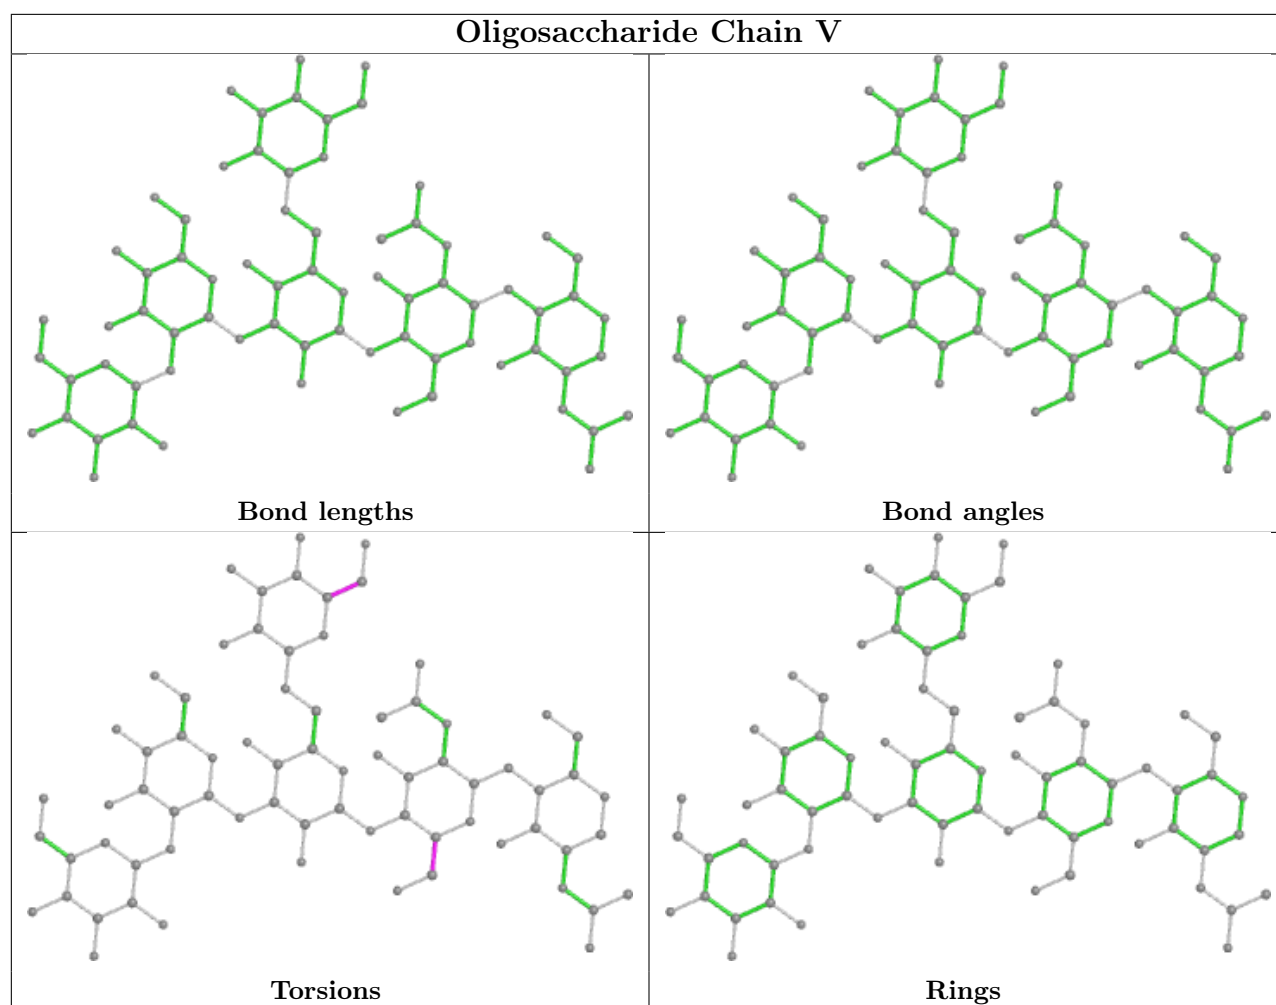 Oligosaccharide Chain V
Bond lengths
Bond angles
Torsions
Rings